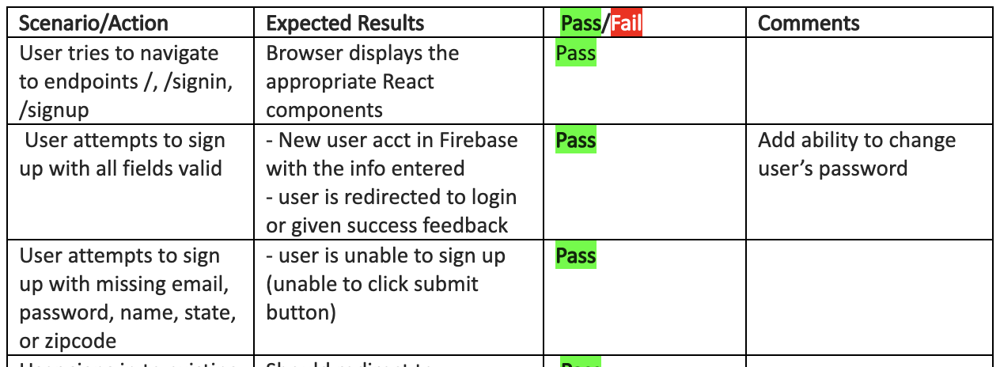 Scenario/Action
Expected Results
Pass/Fail
Comments
User tries to navigate
to endpoints /, /signin,
/signup
Browser displays the
appropriate React
components
Pass
User attempts to sign
up with all fields valid
- New user acct in Firebase
with the info entered
- user is redirected to login
or given success feedback
Pass
Add ability to change
user’s password
User attempts to sign
up with missing email,
password, name, state,
or zipcode
- user is unable to sign up
(unable to click submit
button)
Pass
Should redirect to
Pass